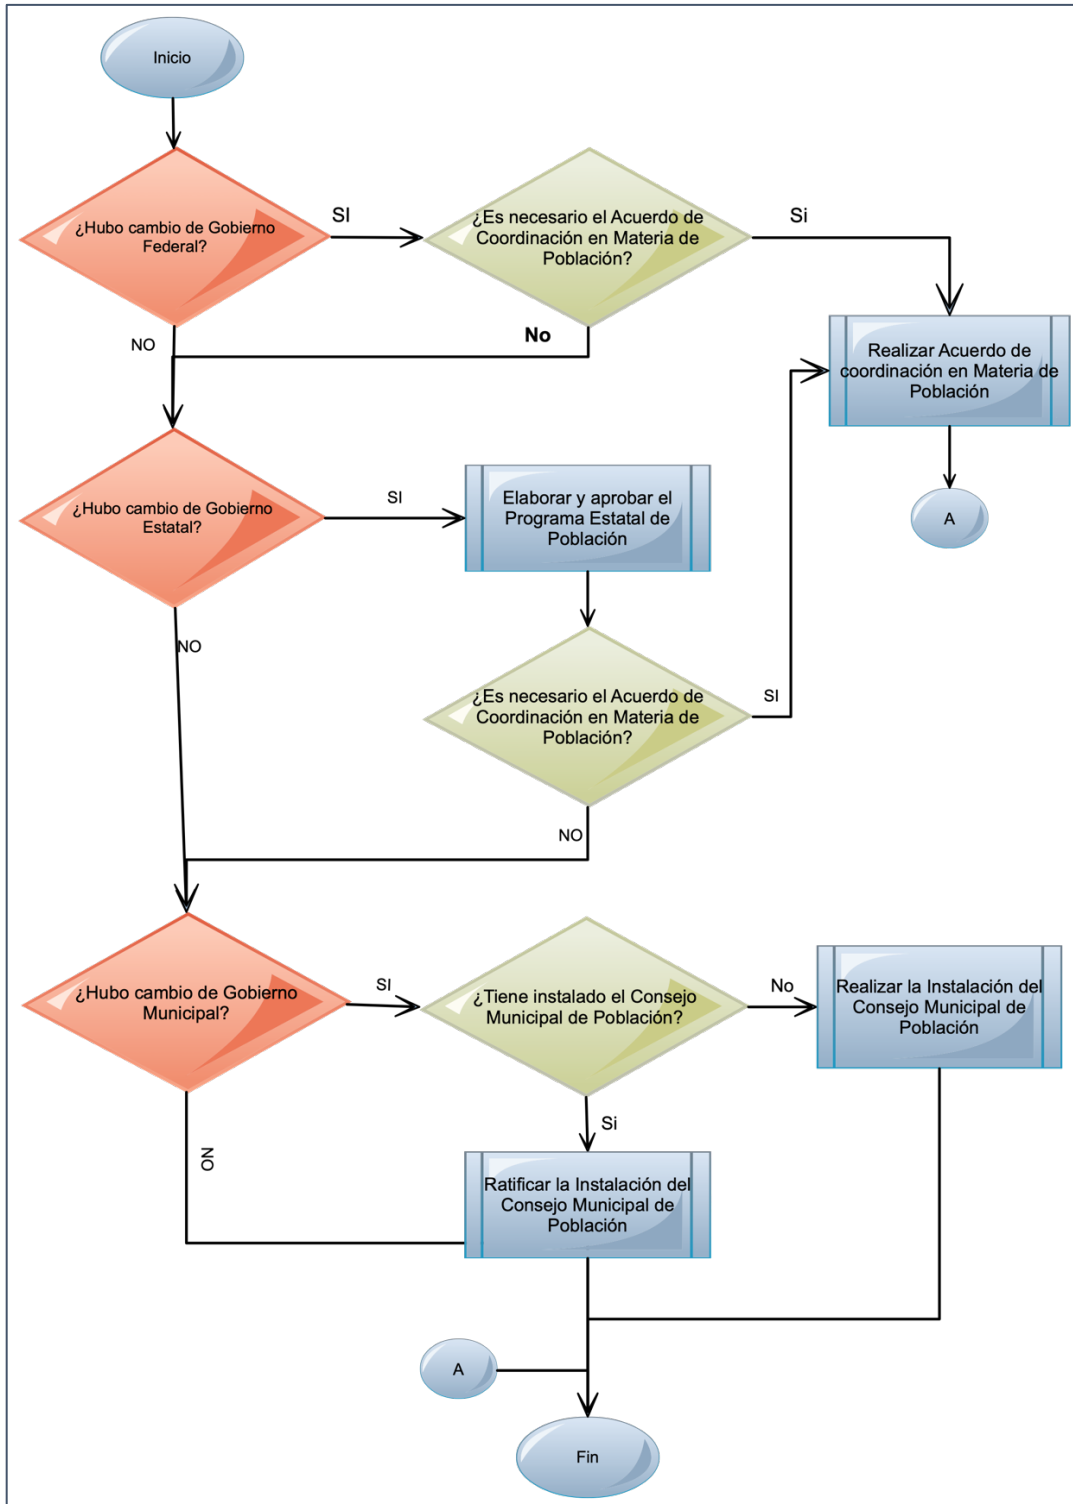 Inicio
¿Hubo cambio de Gobierno
Federal?
SI
¿Es necesario el Acuerdo de
Coordinación en Materia de
Población?
Si
NO
No
Realizar Acuerdo de
coordinación en Materia de
Población
A
¿Hubo cambio de Gobierno
Estatal?
SI
Elaborar y aprobar el
Programa Estatal de
Población
NO
¿Es necesario el Acuerdo de
Coordinación en Materia de
Población?
SI
NO
¿Hubo cambio de Gobierno
Municipal?
SI
¿Tiene instalado el Consejo
Municipal de Población?
No
Realizar la Instalación del
Consejo Municipal de
Población
NO
Si
Ratificar la Instalación del
Consejo Municipal de
Población
A
Fin